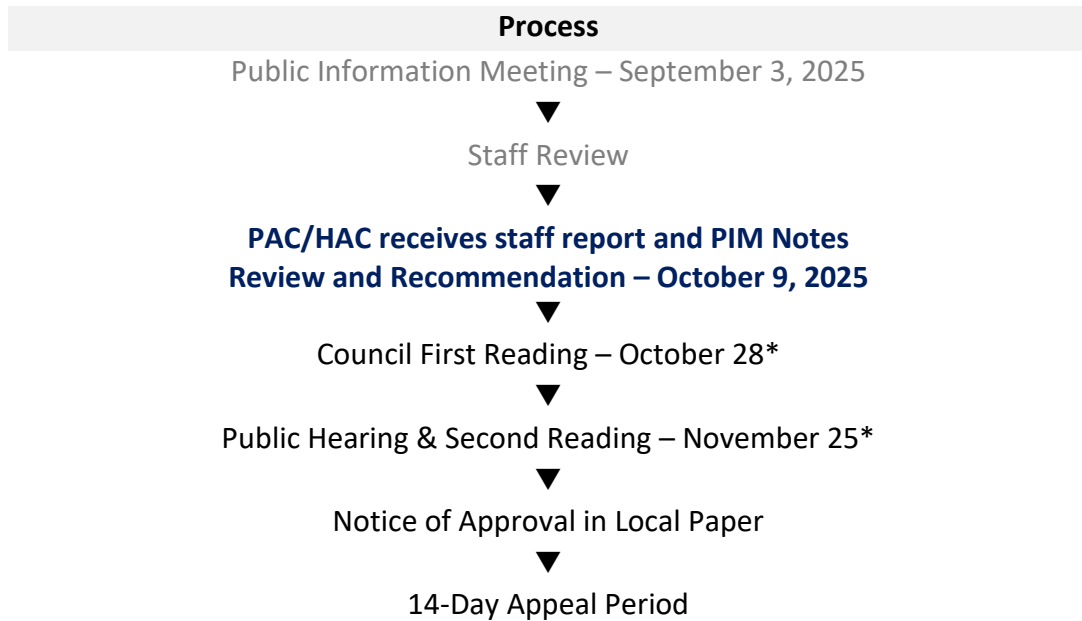 Process
Public Information Meeting – September 3, 2025
Staff Review
PAC/HAC receives staff report and PIM Notes
Review and Recommendation – October 9, 2025
Council First Reading – October 28*
Public Hearing & Second Reading – November 25*
Notice of Approval in Local Paper
14-Day Appeal Period